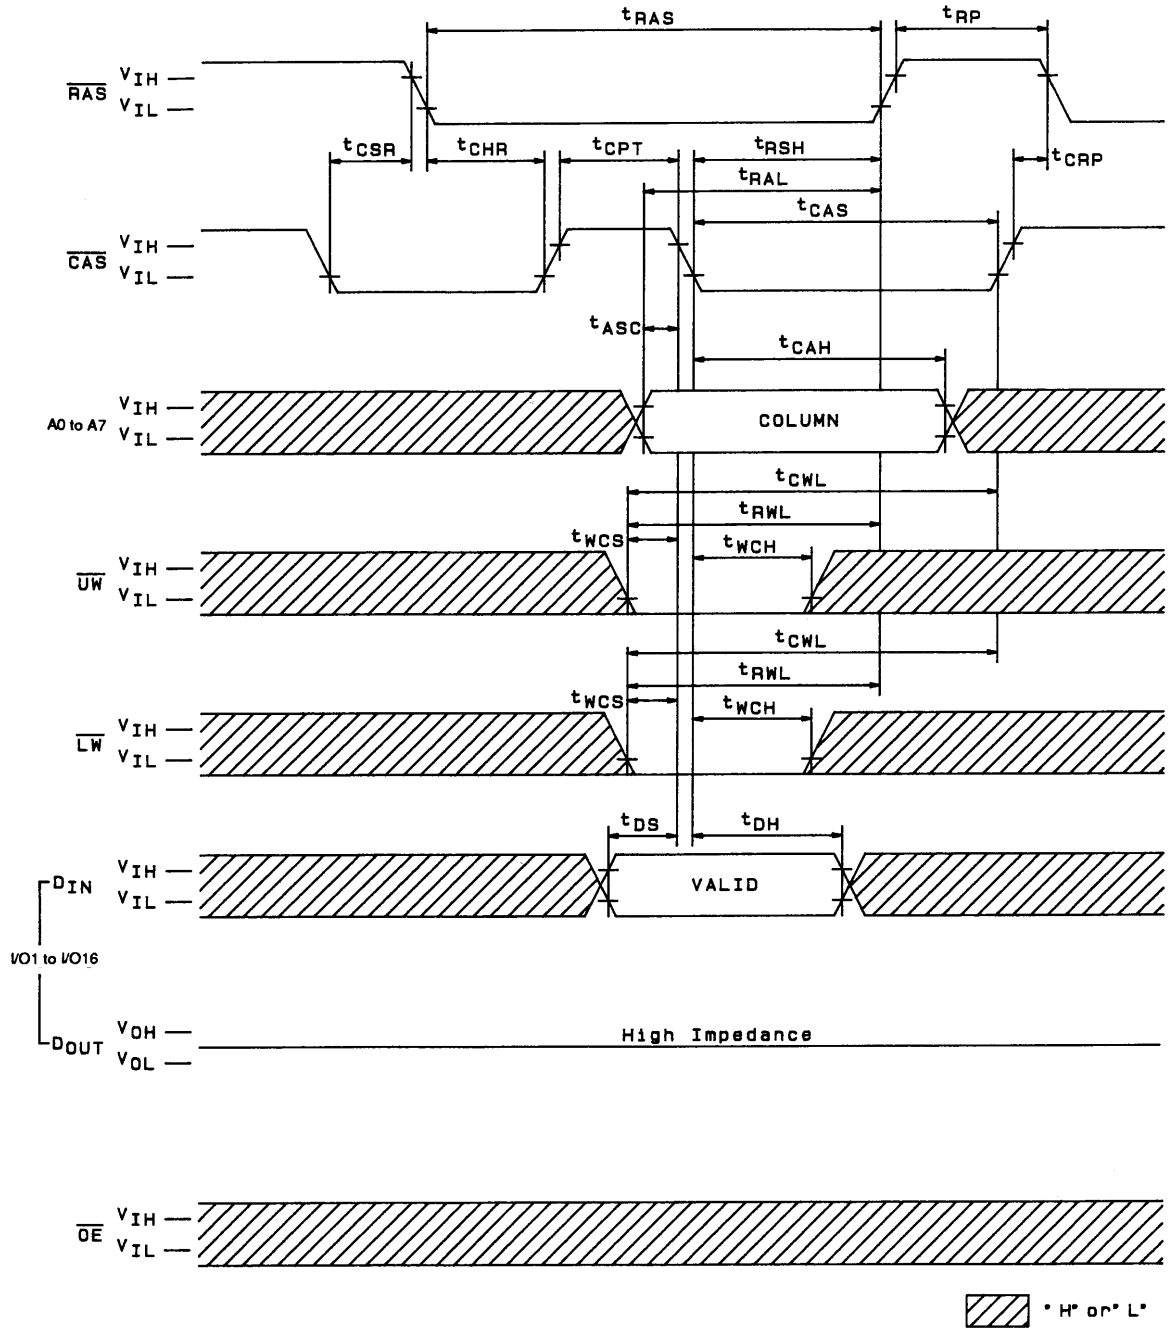 tRAS
tRP
RAS
VIH
VIL
tCSR
tCHR
tCPT
tRSH
tCRP
tRAL
tCAS
CAS
VIH
VIL
tASC
tCAH
A0 to A7
VIH
VIL
COLUMN
tCWL
tRWL
tWCS
tWCH
UW
VIH
VIL
tCWL
tRWL
tWCS
tWCH
LW
VIH
VIL
tDS
tDH
DIN
VIH
VIL
VALID
I/O1 to I/O16
DOUT
VOH
VOL
High Impedance
OE
VIH
VIL
"H" or "L"